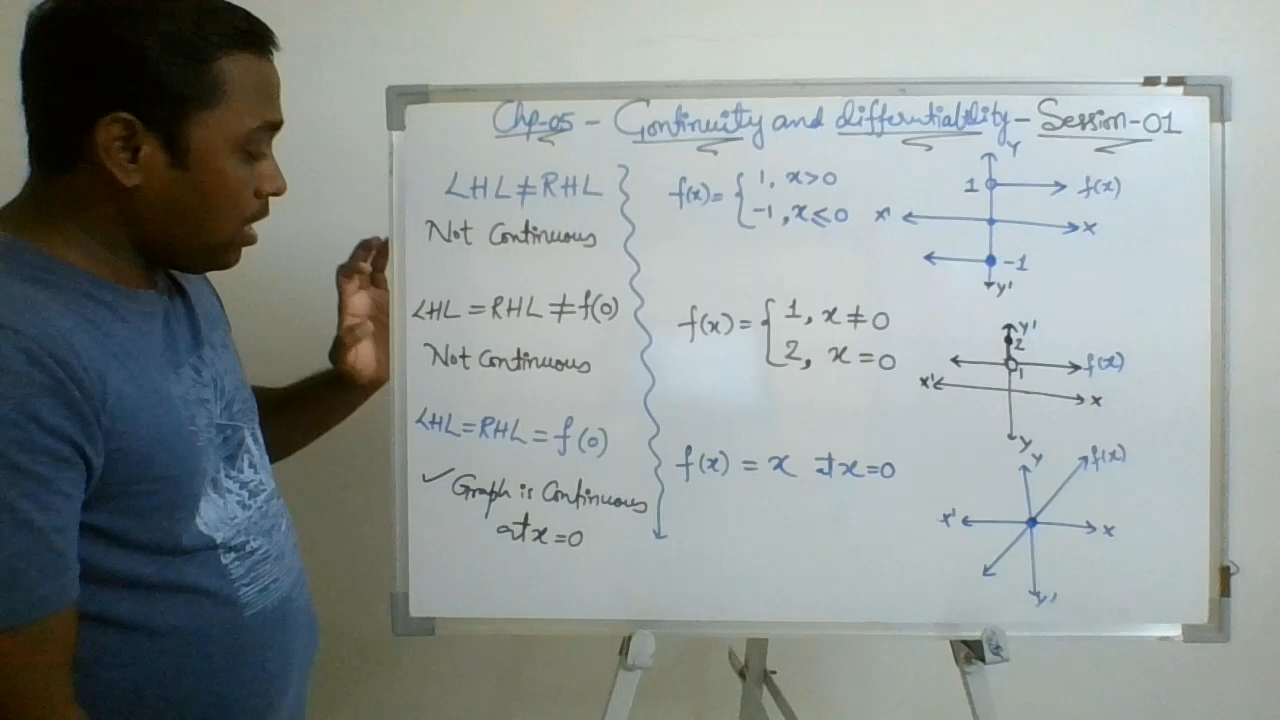 Chp-05 - Continuity and differentiability - Session-01
LHL ≠ RHL
Not Continuous
f(x) = { 1, x > 0
-1, x ≤ 0
Y
1
f(x)
X'
X
-1
Y'
LHL = RHL ≠ f(0)
Not Continuous
f(x) = { 1, x ≠ 0
2, x = 0
Y'
2
f(x)
1
X'
X
Y
LHL = RHL = f(0)
✓ Graph is Continuous
at x = 0
f(x) = x at x = 0
Y
f(x)
X'
X
Y'